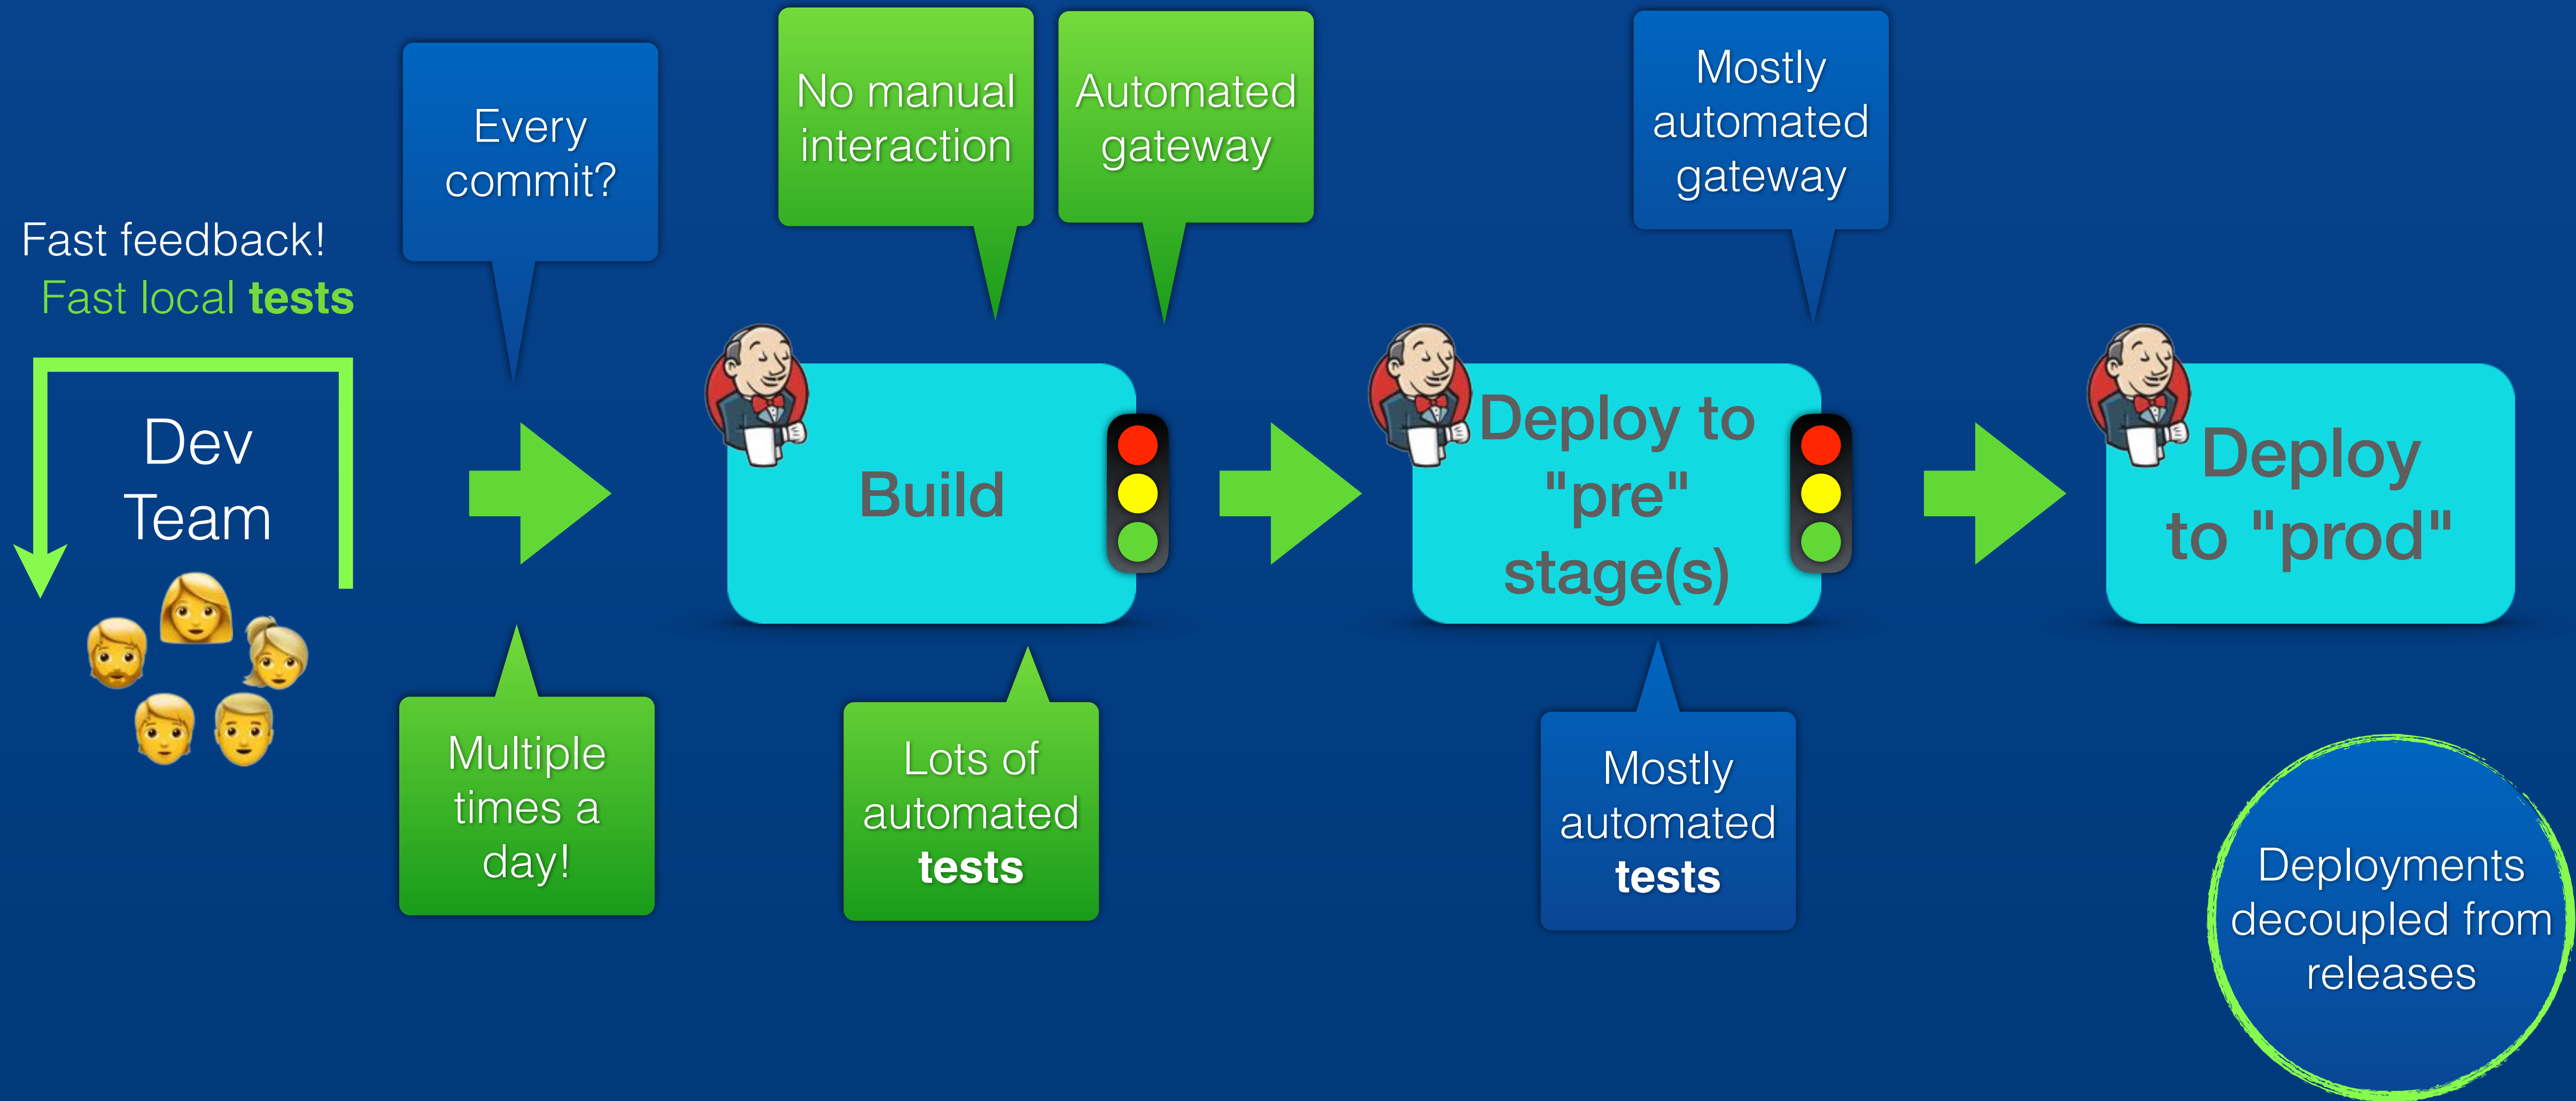 Fast feedback!
Fast local tests
Dev
Team
Every
commit?
Multiple
times a
day!
No manual
interaction
Automated
gateway
Build
Lots of
automated
tests
Mostly
automated
gateway
Deploy to
"pre"
stage(s)
Mostly
automated
tests
Deploy
to "prod"
Deployments
decoupled from
releases